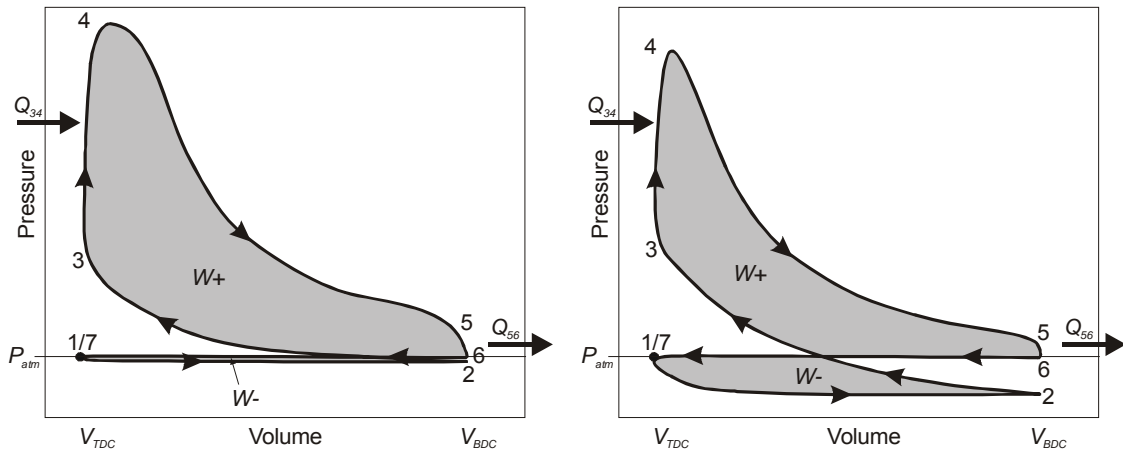 4
Q34
Pressure
3
W+
5
Q56
1/7
Patm
6
2
W-
VTDC
Volume
VBDC
4
Q34
Pressure
3
W+
5
Q56
1/7
Patm
6
W-
2
VTDC
Volume
VBDC